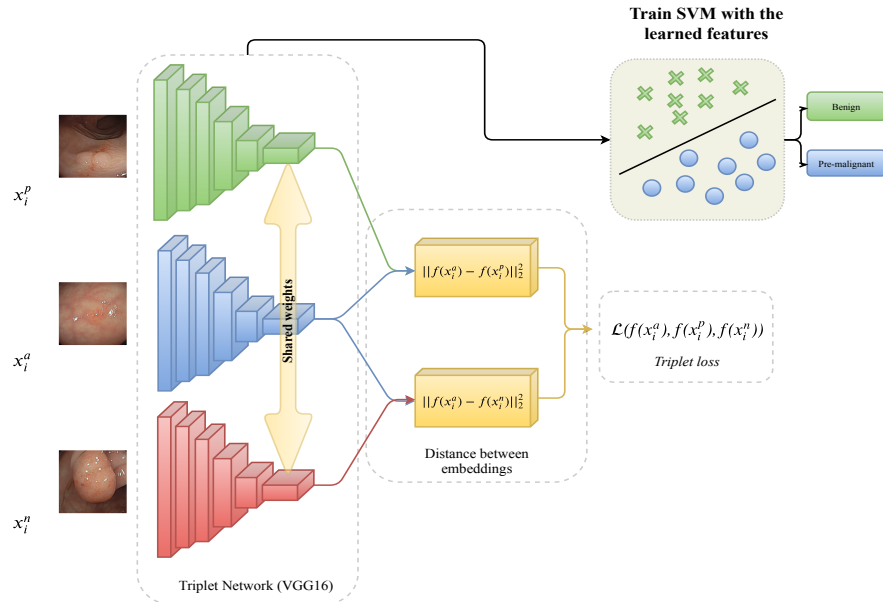 Train SVM with the
learned features
Benign
Pre-malignant
x_i^p
x_i^a
x_i^n
Shared weights
||f(x_i^a) − f(x_i^p)||_2^2
||f(x_i^a) − f(x_i^n)||_2^2
Distance between
embeddings
ℒ(f(x_i^a), f(x_i^p), f(x_i^n))
Triplet loss
Triplet Network (VGG16)